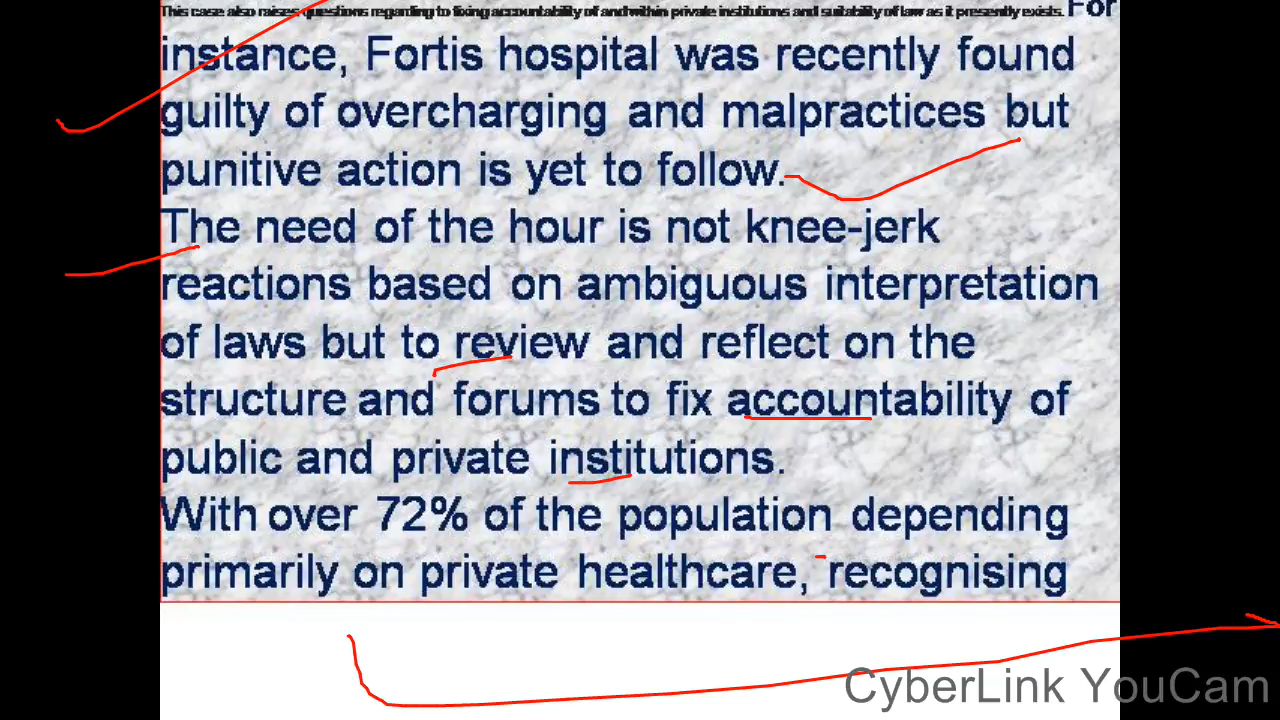 This case also raises questions regarding to fixing accountability of and within private institutions and suitability of law as it presently exists. For
instance, Fortis hospital was recently found
guilty of overcharging and malpractices but
punitive action is yet to follow.
The need of the hour is not knee-jerk
reactions based on ambiguous interpretation
of laws but to review and reflect on the
structure and forums to fix accountability of
public and private institutions.
With over 72% of the population depending
primarily on private healthcare, recognising
CyberLink YouCam